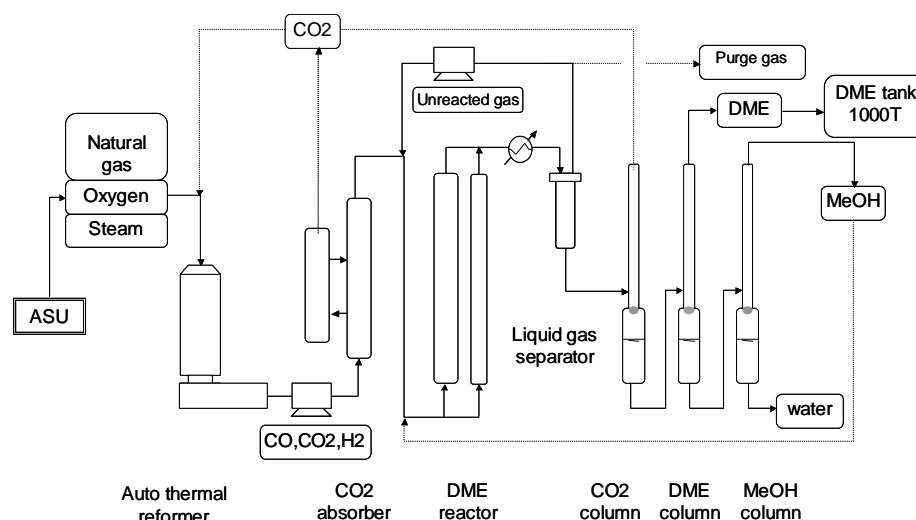 CO2
Purge gas
Unreacted gas
DME
DME tank
1000T
Natural
gas
Oxygen
Steam
MeOH
ASU
Liquid gas
separator
CO,CO2,H2
water
Auto thermal
reformer
CO2
absorber
DME
reactor
CO2
column
DME
column
MeOH
column